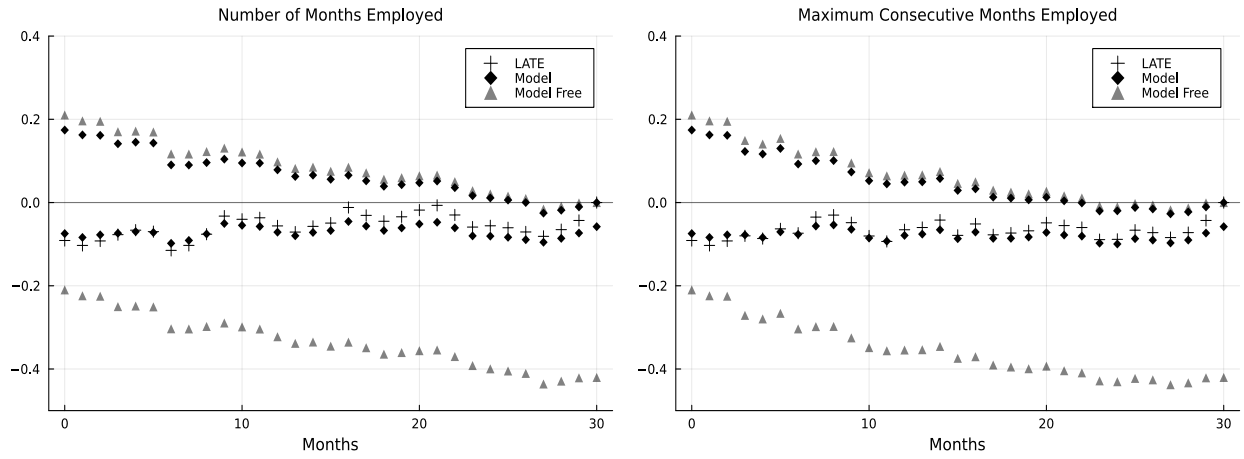 Number of Months Employed
0.4
0.2
0.0
−0.2
−0.4
0
10
20
30
Months
LATE
Model
Model Free
Maximum Consecutive Months Employed
0.4
0.2
0.0
−0.2
−0.4
0
10
20
30
Months
LATE
Model
Model Free